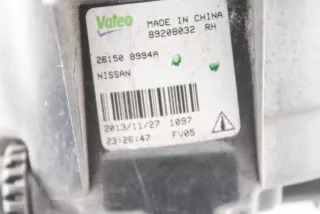 Valeo MADE IN CHINA
89208032 RH
26150 8994A
NISSAN
2013/11/27 1097
23:26:47 FV05